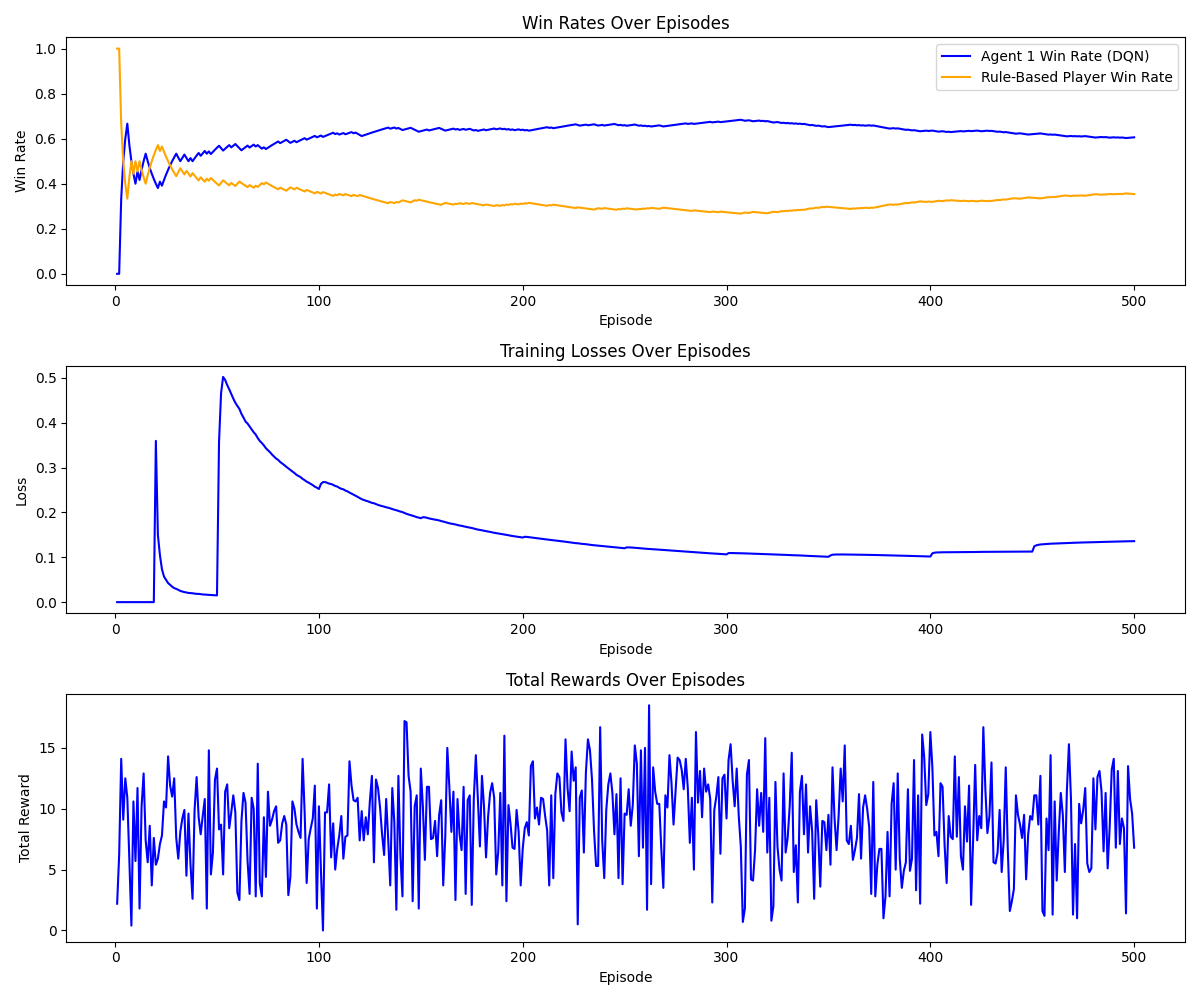 Win Rates Over Episodes
Agent 1 Win Rate (DQN)
Rule-Based Player Win Rate
Win Rate
1.0
0.8
0.6
0.4
0.2
0.0
0 100 200 300 400 500
Episode
Training Losses Over Episodes
Loss
0.5
0.4
0.3
0.2
0.1
0.0
0 100 200 300 400 500
Episode
Total Rewards Over Episodes
Total Reward
15
10
5
0
0 100 200 300 400 500
Episode